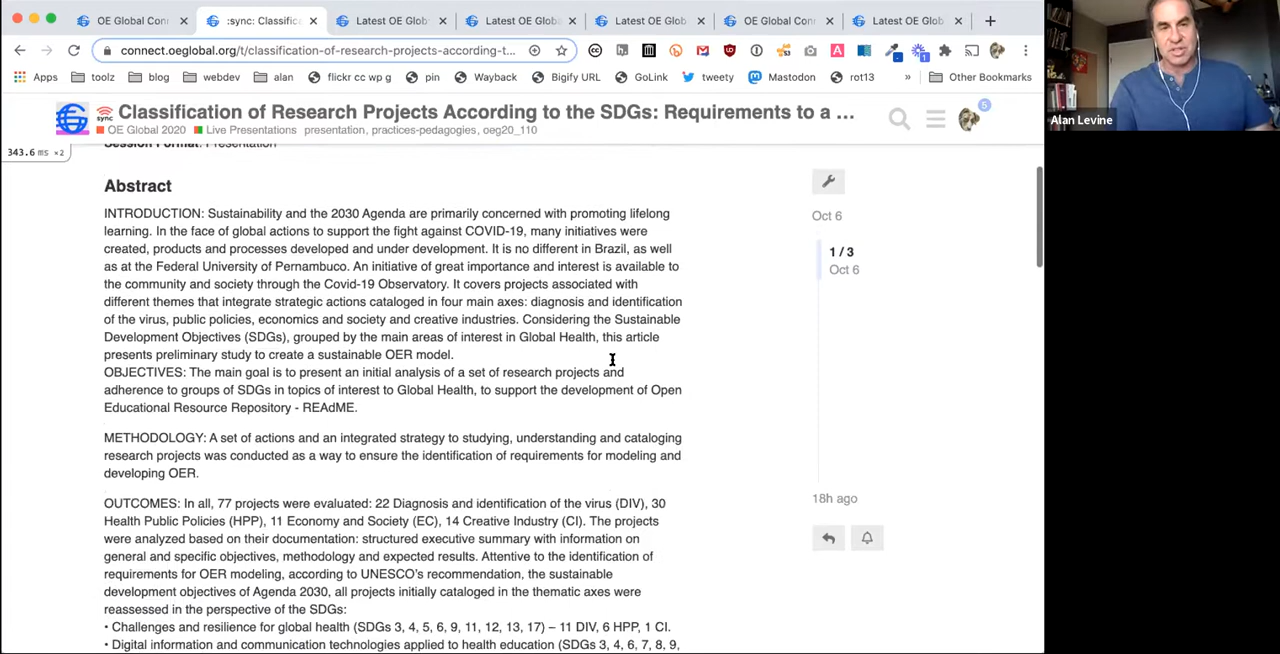 OE Global Con
:sync: Classific
Latest OE Glob
Latest OE Globa
Latest OE Glob
OE Global Conn
Latest OE Glob
connect.oeglobal.org/t/classification-of-research-projects-according-t...
Apps
toolz
blog
webdev
alan
flickr cc wp g
pin
Wayback
Bigify URL
GoLink
tweety
Mastodon
rot13
»
Other Bookmarks
Alan Levine
sync
Classification of Research Projects According to the SDGs: Requirements to a ...
OE Global 2020
Live Presentations
presentation, practices-pedagogies, oeg20_110
5
343.6 ms ×2
Session Format: Presentation
Abstract
INTRODUCTION: Sustainability and the 2030 Agenda are primarily concerned with promoting lifelong
learning. In the face of global actions to support the fight against COVID-19, many initiatives were
created, products and processes developed and under development. It is no different in Brazil, as well
as at the Federal University of Pernambuco. An initiative of great importance and interest is available to
the community and society through the Covid-19 Observatory. It covers projects associated with
different themes that integrate strategic actions cataloged in four main axes: diagnosis and identification
of the virus, public policies, economics and society and creative industries. Considering the Sustainable
Development Objectives (SDGs), grouped by the main areas of interest in Global Health, this article
presents preliminary study to create a sustainable OER model.
OBJECTIVES: The main goal is to present an initial analysis of a set of research projects and
adherence to groups of SDGs in topics of interest to Global Health, to support the development of Open
Educational Resource Repository - REAdME.
METHODOLOGY: A set of actions and an integrated strategy to studying, understanding and cataloging
research projects was conducted as a way to ensure the identification of requirements for modeling and
developing OER.
OUTCOMES: In all, 77 projects were evaluated: 22 Diagnosis and identification of the virus (DIV), 30
Health Public Policies (HPP), 11 Economy and Society (EC), 14 Creative Industry (CI). The projects
were analyzed based on their documentation: structured executive summary with information on
general and specific objectives, methodology and expected results. Attentive to the identification of
requirements for OER modeling, according to UNESCO's recommendation, the sustainable
development objectives of Agenda 2030, all projects initially cataloged in the thematic axes were
reassessed in the perspective of the SDGs:
• Challenges and resilience for global health (SDGs 3, 4, 5, 6, 9, 11, 12, 13, 17) – 11 DIV, 6 HPP, 1 CI.
• Digital information and communication technologies applied to health education (SDGs 3, 4, 6, 7, 8, 9,
Oct 6
1 / 3
Oct 6
18h ago